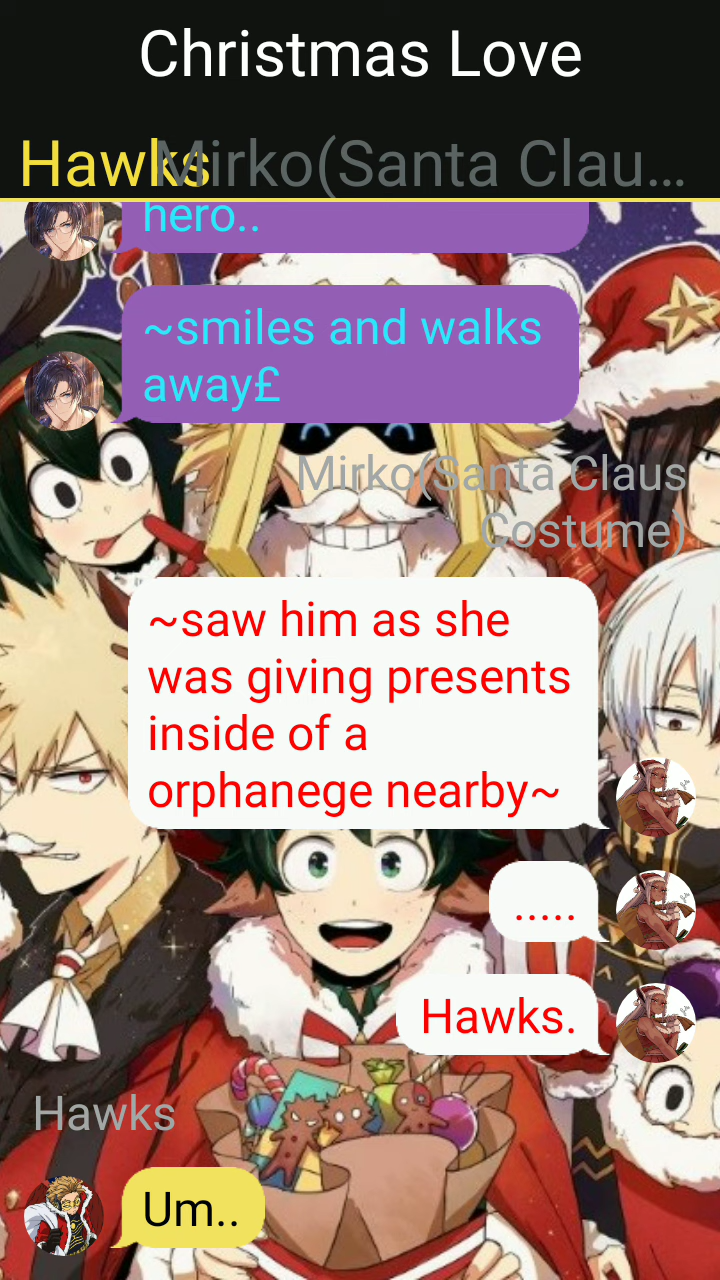 Christmas Love
Hawks
Mirko(Santa Clau...
hero..
~smiles and walks
away£
Mirko(Santa Claus
Costume)
~saw him as she
was giving presents
inside of a
orphanege nearby~
.....
Hawks.
Hawks
Um..